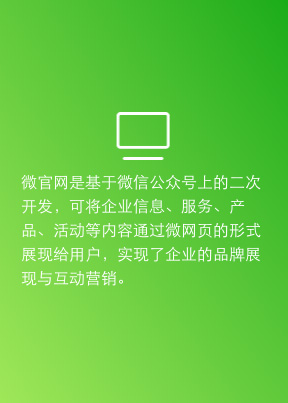 微官网是基于微信公众号上的二次
开发，可将企业信息、服务、产
品、活动等内容通过微网页的形式
展现给用户，实现了企业的品牌展
现与互动营销。